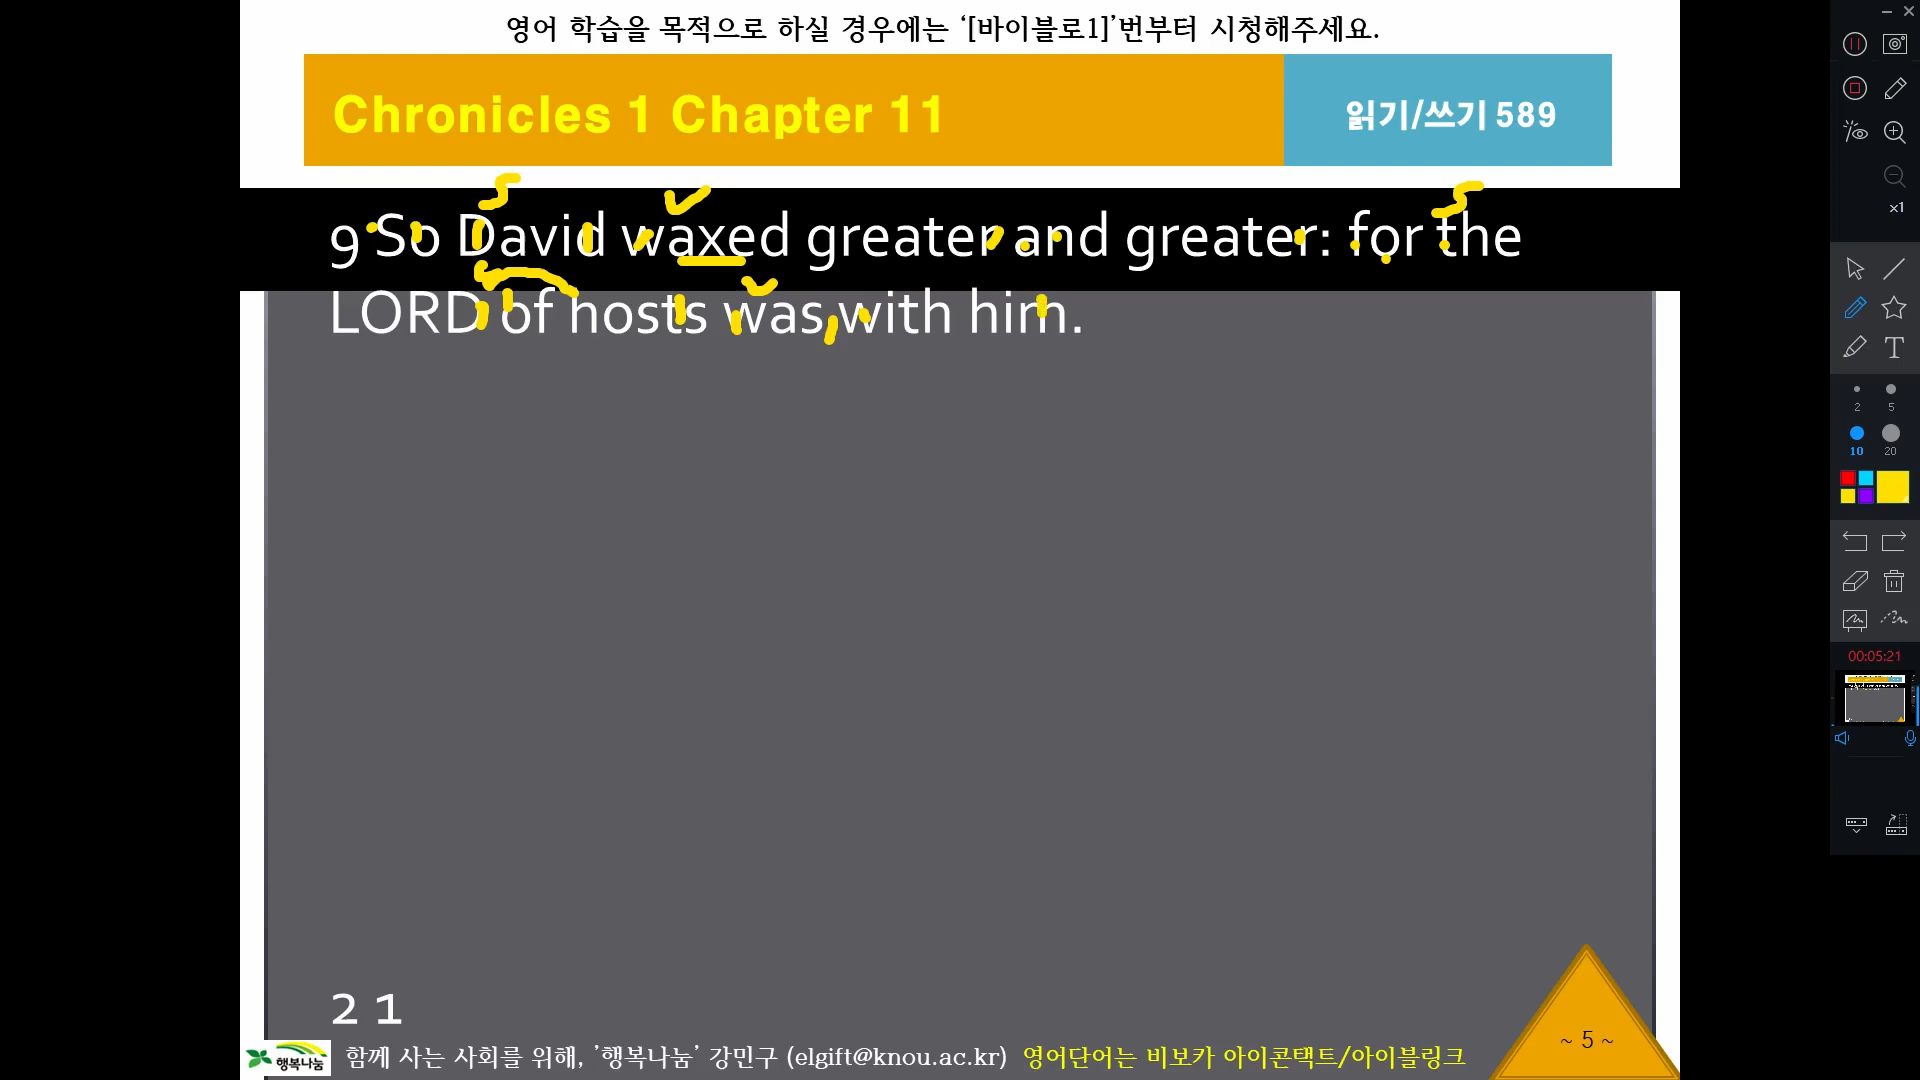 영어 학습을 목적으로 하실 경우에는 ‘[바이블로1]’번부터 시청해주세요.
Chronicles 1 Chapter 11
읽기/쓰기 589
9 So David waxed greater and greater: for the
LORD of hosts was with him.
2 1
~ 5 ~
행복나눔
함께 사는 사회를 위해, ’행복나눔’ 강민구 (elgift@knou.ac.kr) 영어단어는 비보카 아이콘택트/아이블링크
x1
T
2 5
10 20
00:05:21